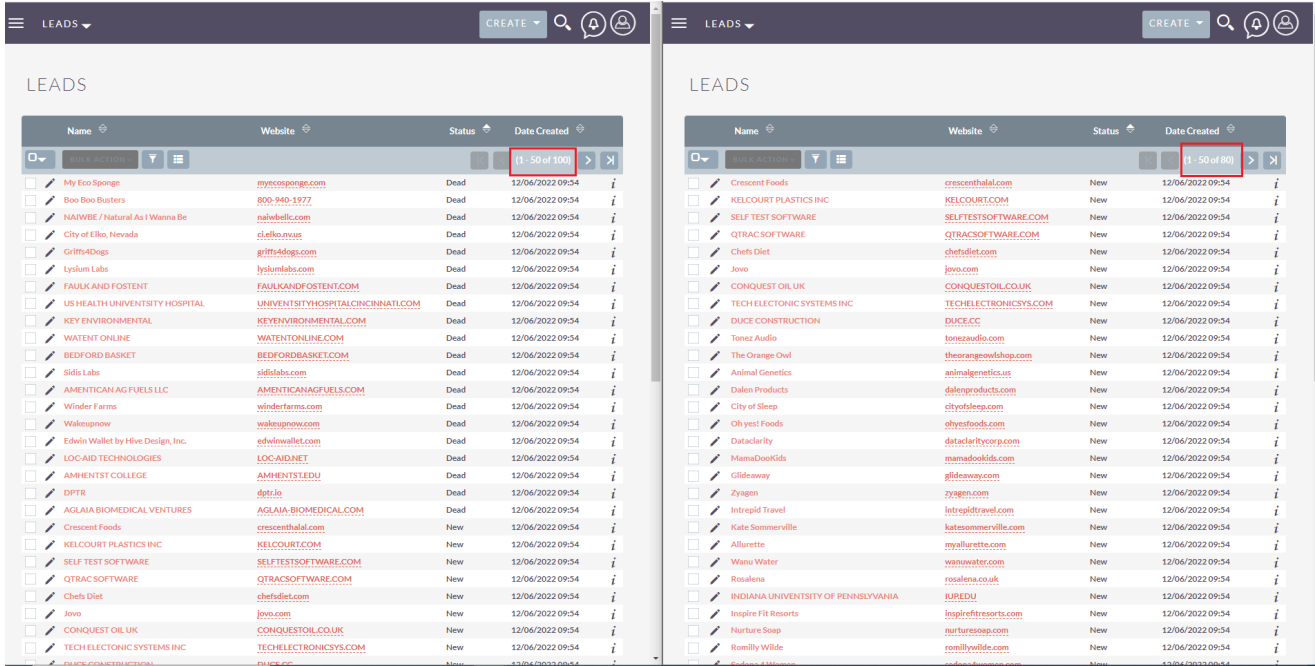 LEADS
CREATE
LEADS
Name Website Status Date Created
BULK ACTION (1 - 50 of 100)
My Eco Sponge myecosponge.com Dead 12/06/2022 09:54 i
Boo Boo Busters 800-940-1977 Dead 12/06/2022 09:54 i
NAIWBE / Natural As I Wanna Be naiwbellc.com Dead 12/06/2022 09:54 i
City of Elko, Nevada ci.elko.nv.us Dead 12/06/2022 09:54 i
Griffs4Dogs griffs4dogs.com Dead 12/06/2022 09:54 i
Lysium Labs lysiumlabs.com Dead 12/06/2022 09:54 i
FAULK AND FOSTENT FAULKANDFOSTENT.COM Dead 12/06/2022 09:54 i
US HEALTH UNIVENTSITY HOSPITAL UNIVENTSITYHOSPITALCINCINNATI.COM Dead 12/06/2022 09:54 i
KEY ENVIRONMENTAL KEYENVIRONMENTAL.COM Dead 12/06/2022 09:54 i
WATENT ONLINE WATENTONLINE.COM Dead 12/06/2022 09:54 i
BEDFORD BASKET BEDFORDBASKET.COM Dead 12/06/2022 09:54 i
Sidis Labs sidislabs.com Dead 12/06/2022 09:54 i
AMENTICAN AG FUELS LLC AMENTICANAGFUELS.COM Dead 12/06/2022 09:54 i
Winder Farms winderfarms.com Dead 12/06/2022 09:54 i
Wakeupnow wakeupnow.com Dead 12/06/2022 09:54 i
Edwin Wallet by Hive Design, Inc. edwinwallet.com Dead 12/06/2022 09:54 i
LOC-AID TECHNOLOGIES LOC-AID.NET Dead 12/06/2022 09:54 i
AMHENTST COLLEGE AMHENTST.EDU Dead 12/06/2022 09:54 i
DPTR dptr.io Dead 12/06/2022 09:54 i
AGLAIA BIOMEDICAL VENTURES AGLAIA-BIOMEDICAL.COM Dead 12/06/2022 09:54 i
Crescent Foods crescenthalal.com New 12/06/2022 09:54 i
KELCOURT PLASTICS INC KELCOURT.COM New 12/06/2022 09:54 i
SELF TEST SOFTWARE SELFTESTSOFTWARE.COM New 12/06/2022 09:54 i
QTRAC SOFTWARE QTRACSOFTWARE.COM New 12/06/2022 09:54 i
Chefs Diet chefsdiet.com New 12/06/2022 09:54 i
Jovo jovo.com New 12/06/2022 09:54 i
CONQUEST OIL UK CONQUESTOIL.CO.UK New 12/06/2022 09:54 i
TECH ELECTONIC SYSTEMS INC TECHELECTRONICSYS.COM New 12/06/2022 09:54 i
DUCE CONSTRUCTION DUCE.CC New 12/06/2022 09:54
LEADS
CREATE
LEADS
Name Website Status Date Created
BULK ACTION (1 - 50 of 80)
Crescent Foods crescenthalal.com New 12/06/2022 09:54 i
KELCOURT PLASTICS INC KELCOURT.COM New 12/06/2022 09:54 i
SELF TEST SOFTWARE SELFTESTSOFTWARE.COM New 12/06/2022 09:54 i
QTRAC SOFTWARE QTRACSOFTWARE.COM New 12/06/2022 09:54 i
Chefs Diet chefsdiet.com New 12/06/2022 09:54 i
Jovo jovo.com New 12/06/2022 09:54 i
CONQUEST OIL UK CONQUESTOIL.CO.UK New 12/06/2022 09:54 i
TECH ELECTONIC SYSTEMS INC TECHELECTRONICSYS.COM New 12/06/2022 09:54 i
DUCE CONSTRUCTION DUCE.CC New 12/06/2022 09:54 i
Tonez Audio tonezaudio.com New 12/06/2022 09:54 i
The Orange Owl theorangeowlshop.com New 12/06/2022 09:54 i
Animal Genetics animalgenetics.us New 12/06/2022 09:54 i
Dalen Products dalenproducts.com New 12/06/2022 09:54 i
City of Sleep cityofsleep.com New 12/06/2022 09:54 i
Oh yes! Foods ohyesfoods.com New 12/06/2022 09:54 i
Dataclarity dataclaritycorp.com New 12/06/2022 09:54 i
MamaDooKids mamadookids.com New 12/06/2022 09:54 i
Glideaway glideaway.com New 12/06/2022 09:54 i
Zyagen zyagen.com New 12/06/2022 09:54 i
Intrepid Travel intrepidtravel.com New 12/06/2022 09:54 i
Kate Sommerville katesommerville.com New 12/06/2022 09:54 i
Allurette myallurette.com New 12/06/2022 09:54 i
Wanu Water wanuwater.com New 12/06/2022 09:54 i
Rosalena rosalena.co.uk New 12/06/2022 09:54 i
INDIANA UNIVENTSITY OF PENNSLYVANIA IUP.EDU New 12/06/2022 09:54 i
Inspire Fit Resorts inspirefitresorts.com New 12/06/2022 09:54 i
Nurture Soap nurturesoap.com New 12/06/2022 09:54 i
Romilly Wilde romillywilde.com New 12/06/2022 09:54 i
New 12/06/2022 09:54